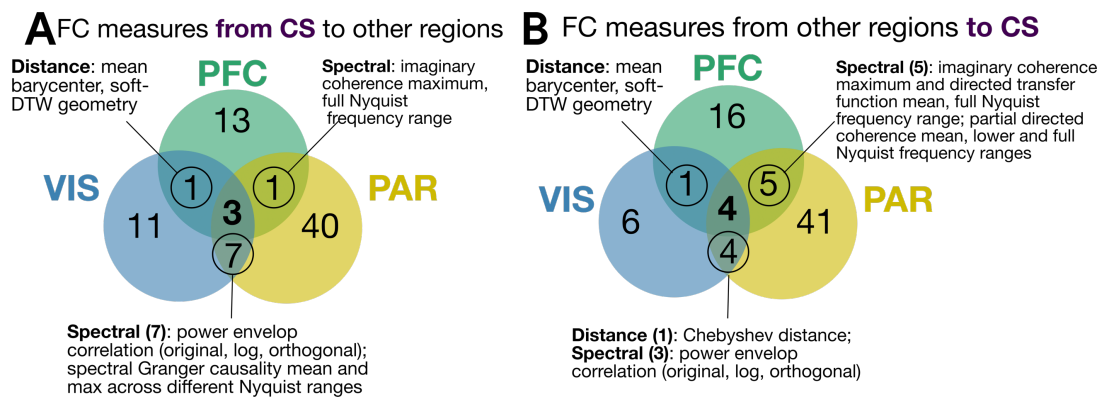 A FC measures from CS to other regions
Distance: mean
barycenter, soft-
DTW geometry
PFC
Spectral: imaginary
coherence maximum,
full Nyquist
frequency range
13
VIS
1
1
PAR
11
3
40
7
Spectral (7): power envelop
correlation (original, log, orthogonal);
spectral Granger causality mean and
max across different Nyquist ranges
B FC measures from other regions to CS
Distance: mean
barycenter, soft-
DTW geometry
PFC
Spectral (5): imaginary coherence
maximum and directed transfer
function mean, full Nyquist
frequency range; partial directed
coherence mean, lower and full
Nyquist frequency ranges
16
VIS
1
5
PAR
6
4
41
4
Distance (1): Chebyshev distance;
Spectral (3): power envelop
correlation (original, log, orthogonal)